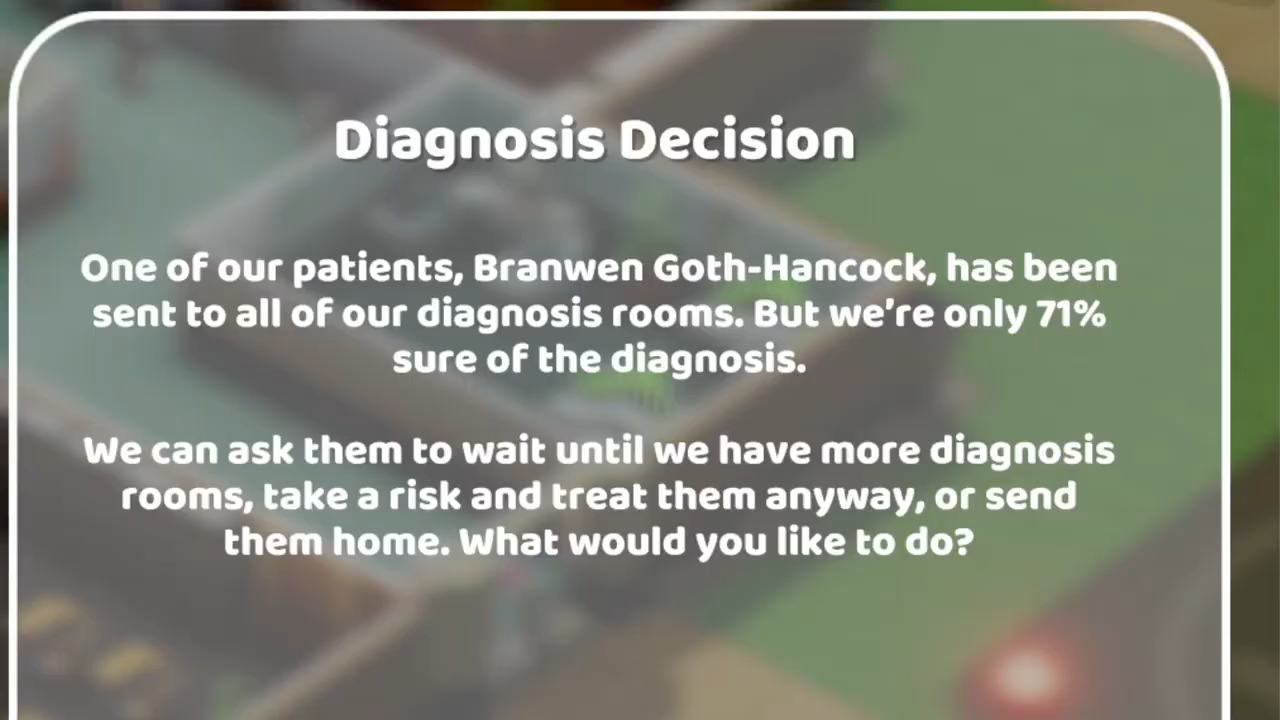 Diagnosis Decision
One of our patients, Branwen Goth-Hancock, has been
sent to all of our diagnosis rooms. But we’re only 71%
sure of the diagnosis.
We can ask them to wait until we have more diagnosis
rooms, take a risk and treat them anyway, or send
them home. What would you like to do?